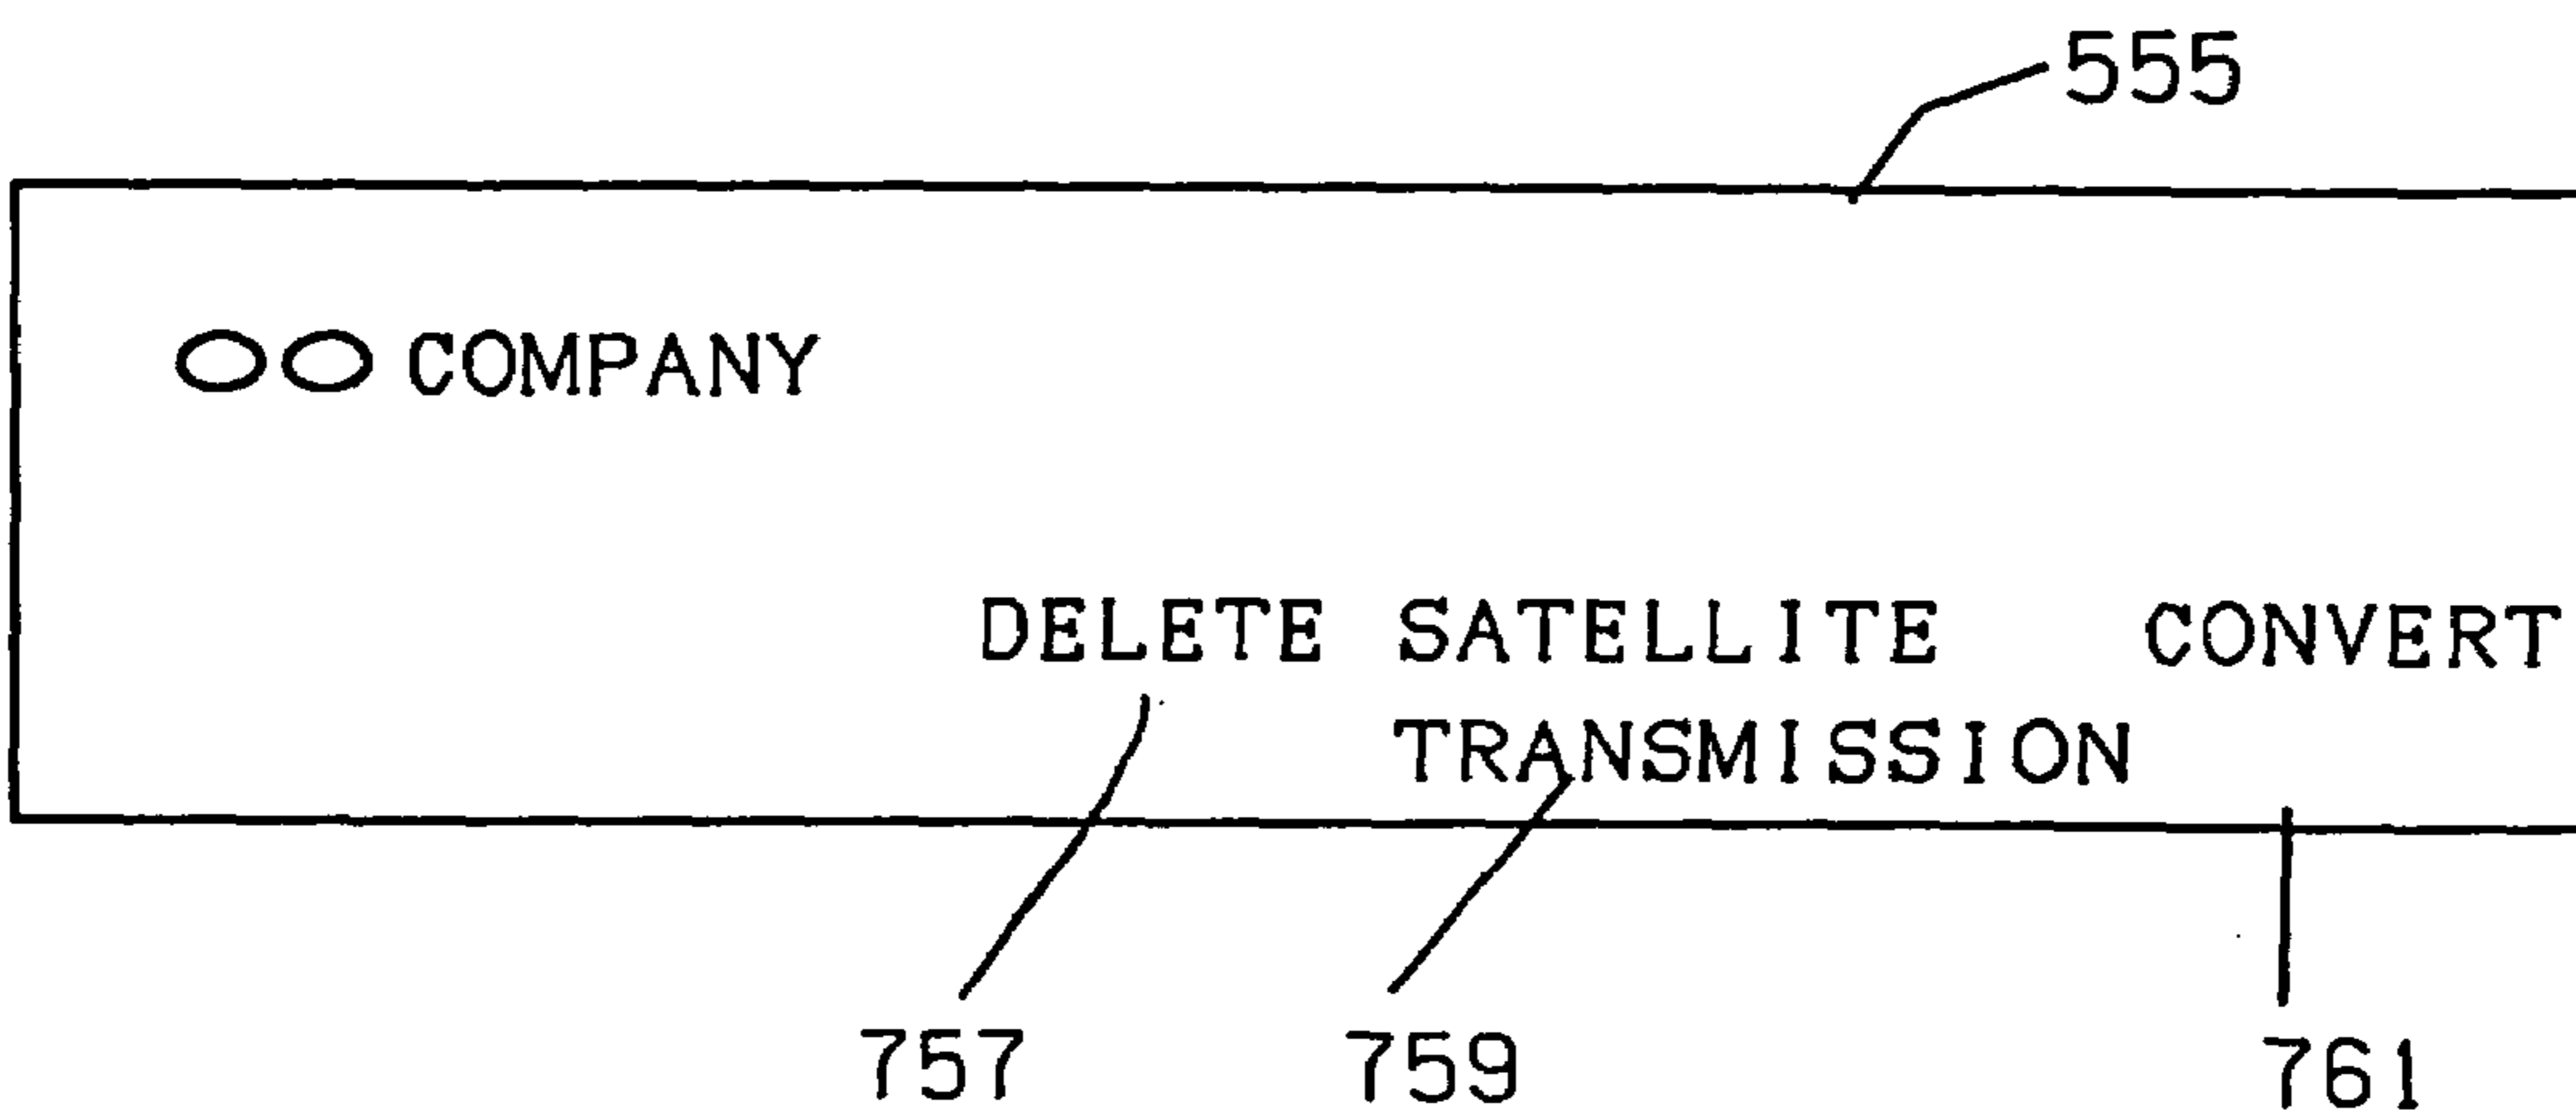 555
○○ COMPANY
DELETE SATELLITE CONVERT
TRANSMISSION
757 759 761